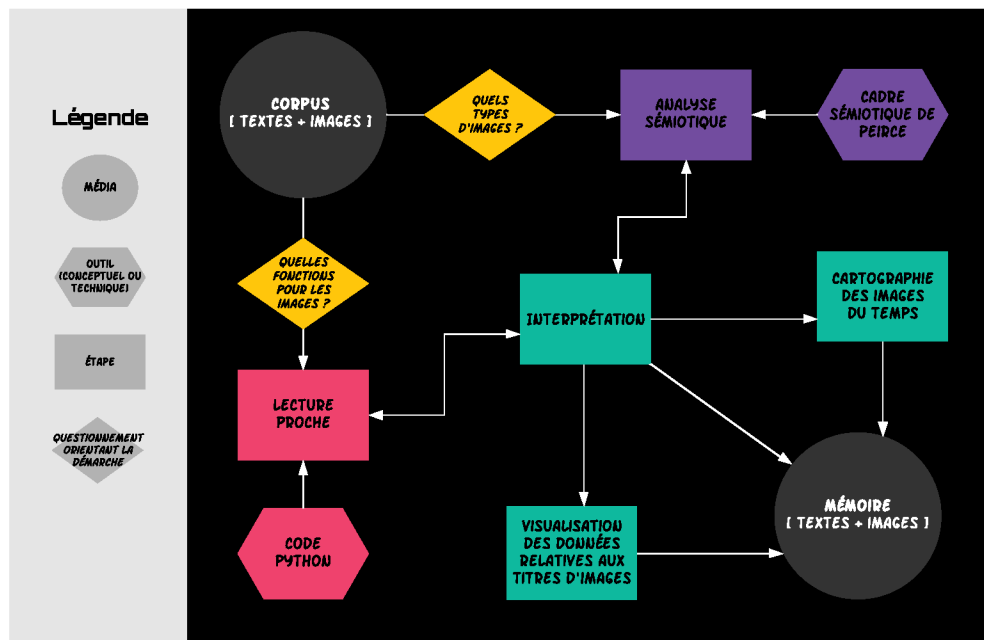 Légende
MÉDIA
OUTIL
(CONCEPTUEL OU
TECHNIQUE)
ÉTAPE
QUESTIONNEMENT
ORIENTANT LA
DÉMARCHE
CORPUS
[ TEXTES + IMAGES ]
QUELS
TYPES
D'IMAGES ?
ANALYSE
SÉMIOTIQUE
CADRE
SÉMIOTIQUE DE
PEIRCE
QUELLES
FONCTIONS
POUR LES
IMAGES ?
INTERPRÉTATION
CARTOGRAPHIE
DES IMAGES
DU TEMPS
LECTURE
PROCHE
CODE
PYTHON
VISUALISATION
DES DONNÉES
RELATIVES AUX
TITRES D'IMAGES
MÉMOIRE
[ TEXTES + IMAGES ]